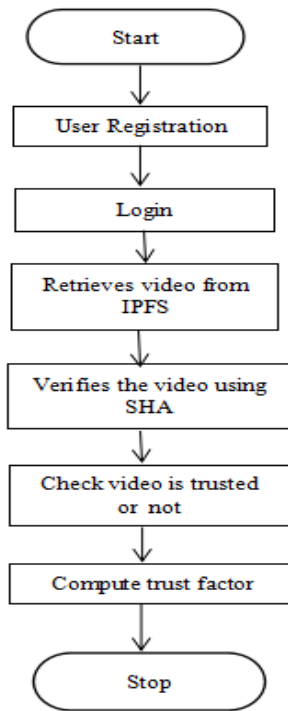 Start
User Registration
Login
Retrieves video from
IPFS
Verifies the video using
SHA
Check video is trusted
or not
Compute trust factor
Stop